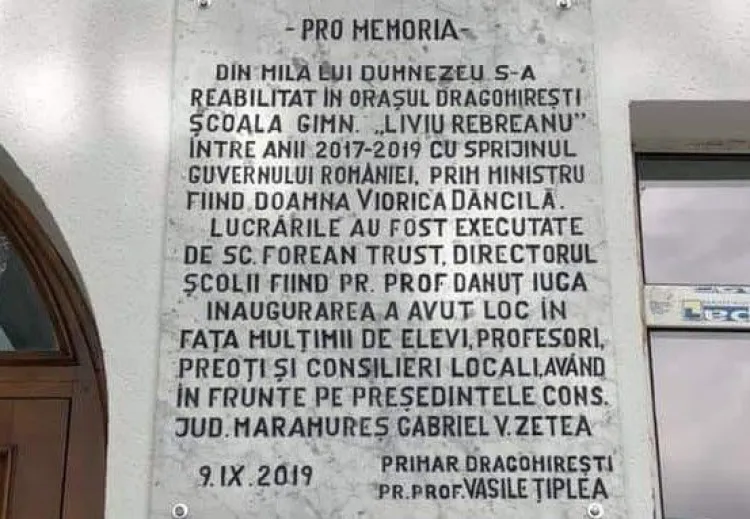 - PRO MEMORIA -
DIN MILA LUI DUMNEZEU S-A
REABILITAT ÎN ORAȘUL DRAGOMIREȘTI
ȘCOALA GIMN. „LIVIU REBREANU"
ÎNTRE ANII 2017-2019 CU SPRIJINUL
GUVERNULUI ROMÂNIEI, PRIM MINISTRU
FIIND DOAMNA VIORICA DĂNCILĂ.
LUCRĂRILE AU FOST EXECUTATE
DE SC. FOREAN TRUST, DIRECTORUL
ȘCOLII FIIND PR. PROF DANUȚ IUGA
INAUGURAREA A AVUT LOC ÎN
FAȚA MULȚIMII DE ELEVI, PROFESORI,
PREOȚI ȘI CONSILIERI LOCALI, AVÂND
ÎN FRUNTE PE PREȘEDINTELE CONS.
JUD. MARAMUREȘ GABRIEL V. ZETEA
9.IX.2019
PRIMAR DRAGOMIREȘTI
PR. PROF. VASILE ȚIPLEA